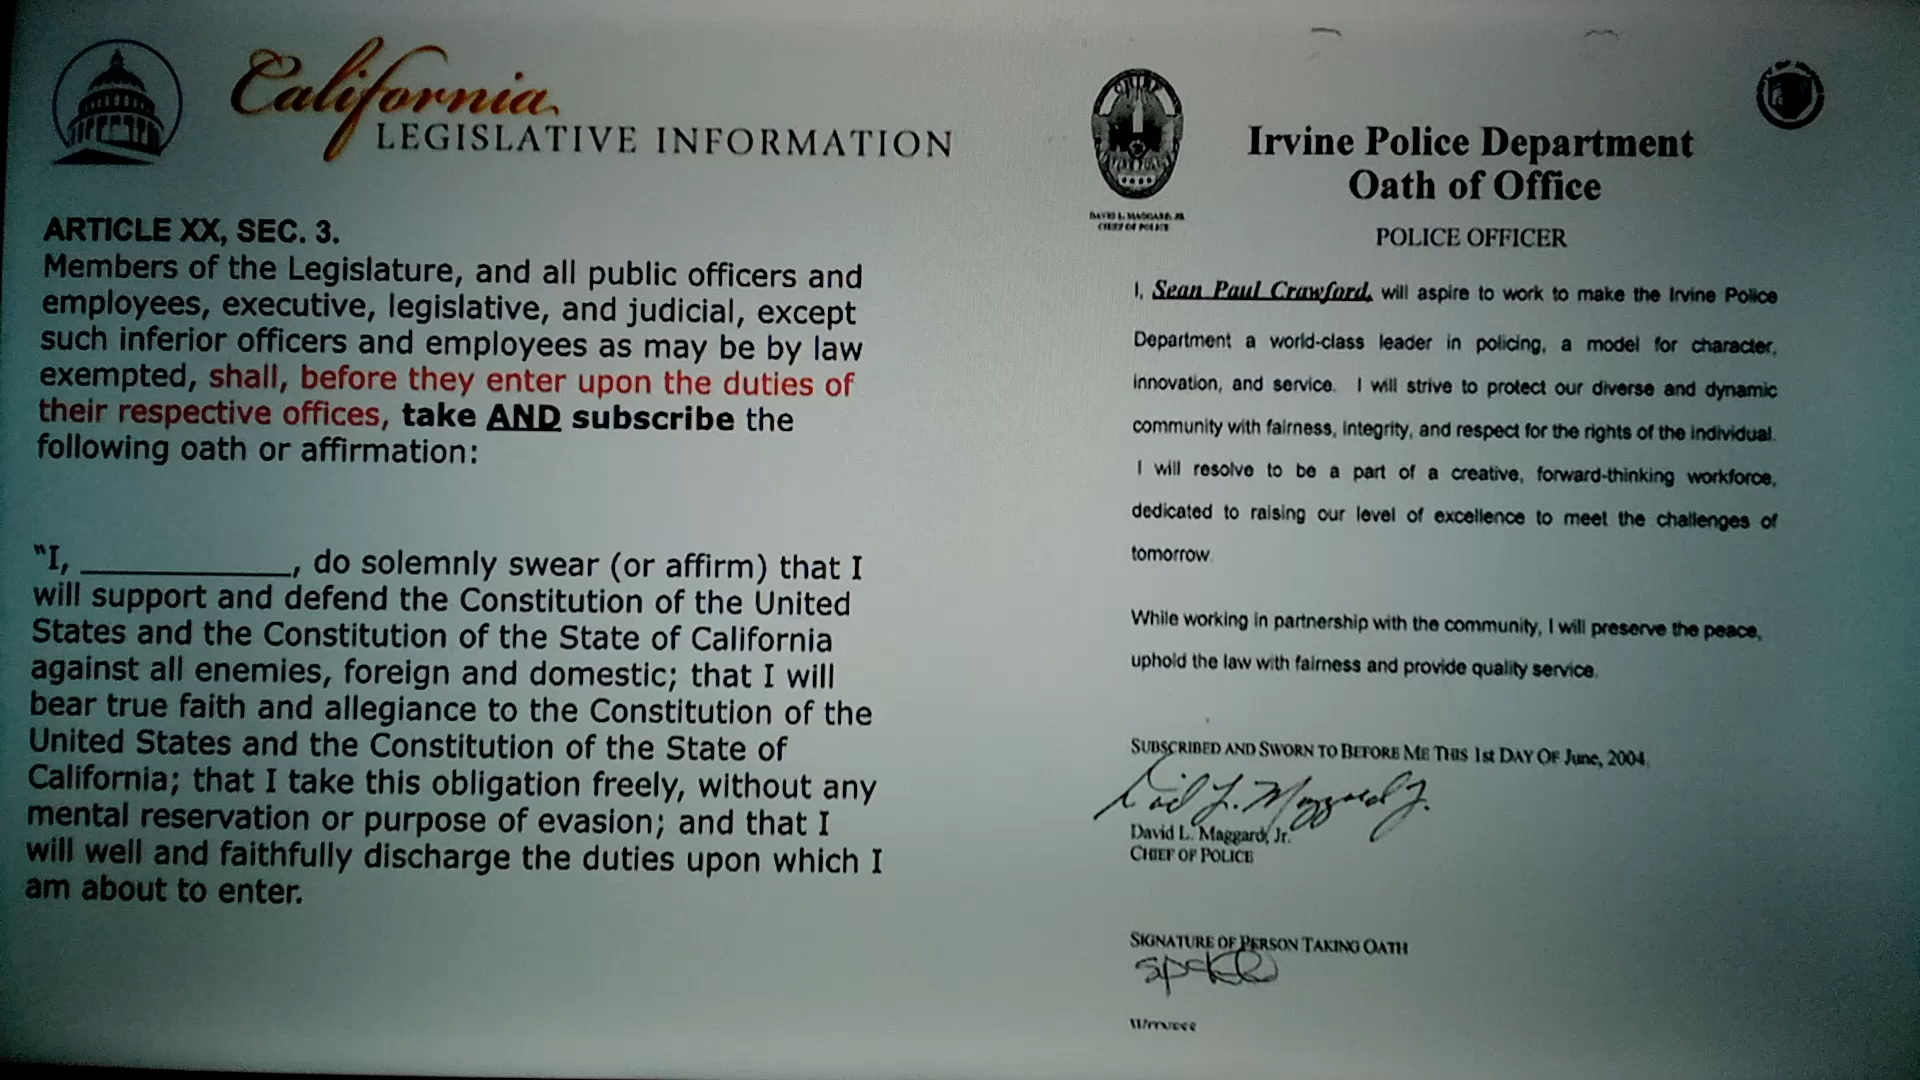 California
LEGISLATIVE INFORMATION
ARTICLE XX, SEC. 3.
Members of the Legislature, and all public officers and
employees, executive, legislative, and judicial, except
such inferior officers and employees as may be by law
exempted, shall, before they enter upon the duties of
their respective offices, take AND subscribe the
following oath or affirmation:
"I, ____________, do solemnly swear (or affirm) that I
will support and defend the Constitution of the United
States and the Constitution of the State of California
against all enemies, foreign and domestic; that I will
bear true faith and allegiance to the Constitution of the
United States and the Constitution of the State of
California; that I take this obligation freely, without any
mental reservation or purpose of evasion; and that I
will well and faithfully discharge the duties upon which I
am about to enter.
DAVID L. MAGGARD, JR.
CHIEF OF POLICE
Irvine Police Department
Oath of Office
POLICE OFFICER
I, Sean Paul Crawford, will aspire to work to make the Irvine Police
Department a world-class leader in policing, a model for character,
innovation, and service. I will strive to protect our diverse and dynamic
community with fairness, integrity, and respect for the rights of the individual.
I will resolve to be a part of a creative, forward-thinking workforce,
dedicated to raising our level of excellence to meet the challenges of
tomorrow.
While working in partnership with the community, I will preserve the peace,
uphold the law with fairness and provide quality service.
SUBSCRIBED AND SWORN TO BEFORE ME THIS 1st DAY OF June, 2004
David L. Maggard Jr.
David L. Maggard, Jr.
CHIEF OF POLICE
SIGNATURE OF PERSON TAKING OATH
WITNESS